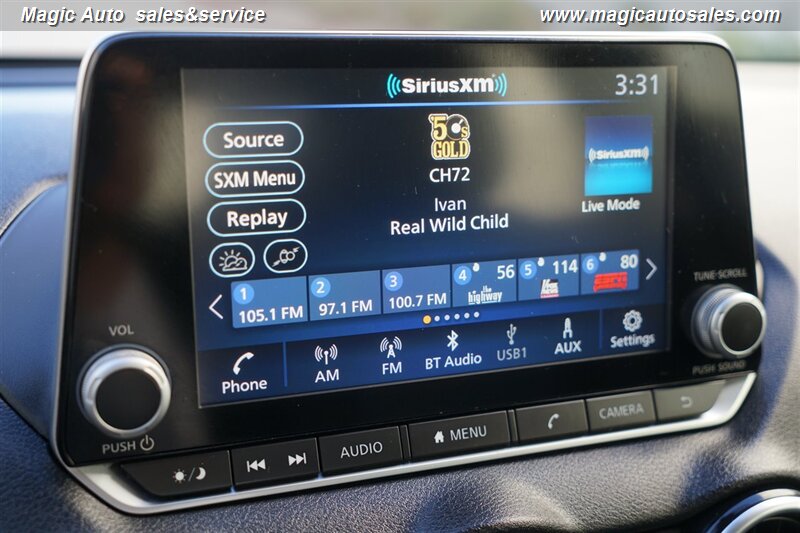 Magic Auto sales&service
www.magicautosales.com
SiriusXM
3:31
Source
SXM Menu
Replay
'50s
GOLD
CH72
Ivan
Real Wild Child
SiriusXM
Live Mode
1
105.1 FM
2
97.1 FM
3
100.7 FM
4
56
the highway
5
114
6
80
Phone
AM
FM
BT Audio
USB1
AUX
Settings
VOL
PUSH
TUNE·SCROLL
PUSH SOUND
AUDIO
MENU
CAMERA